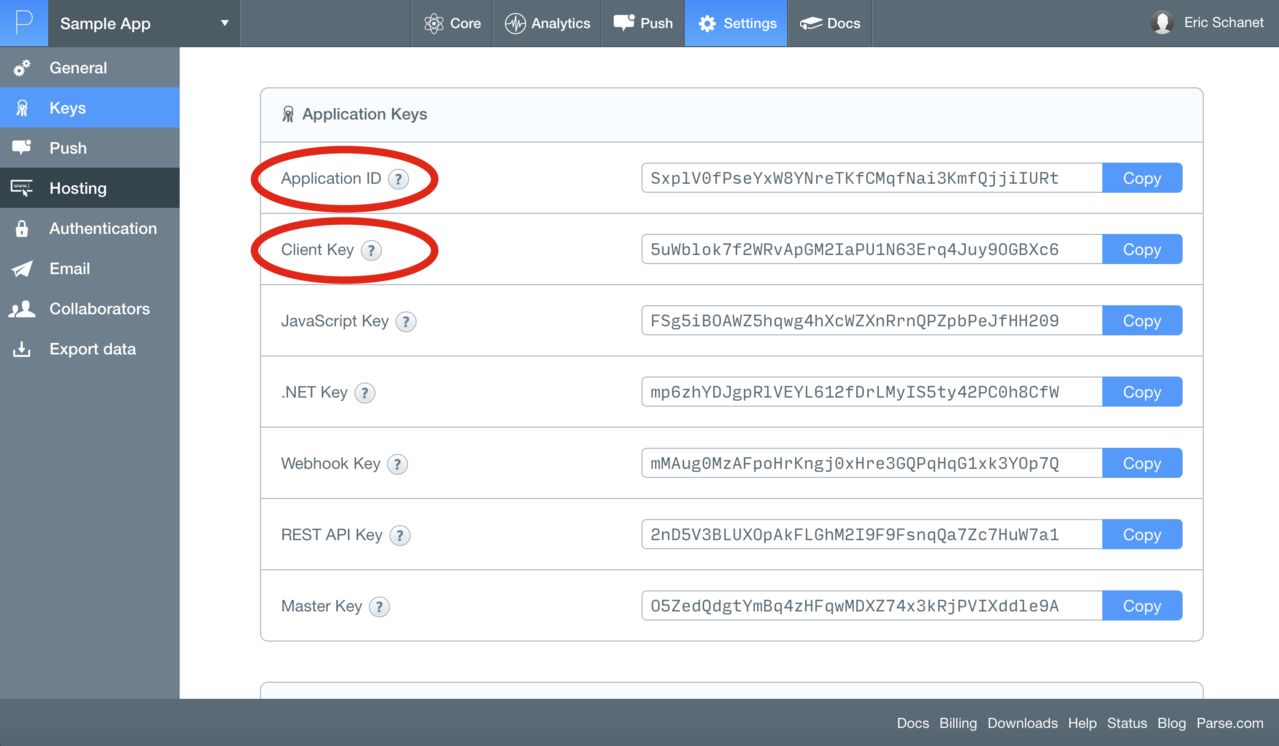 P Sample App Core Analytics Push Settings Docs Eric Schanet
General
Keys
Push
Hosting
Authentication
Email
Collaborators
Export data
Application Keys
Application ID ? SxplV0fPseYxW8YNreTKfCMqfNai3KmfQjjiIURt Copy
Client Key ? 5uWblok7f2WRvApGM2IaPU1N63Erq4Juy9OGBXc6 Copy
JavaScript Key ? FSg5iBOAWZ5hqwg4hXcWZXnRrnQPZpbPeJfHH209 Copy
.NET Key ? mp6zhYDJgpRlVEYL612fDrLMyIS5ty42PC0h8CfW Copy
Webhook Key ? mMAug0MzAFpoHrKngj0xHre3GQPqHqG1xk3YOp7Q Copy
REST API Key ? 2nD5V3BLUXOpAkFLGhM2I9F9FsnqQa7Zc7HuW7a1 Copy
Master Key ? O5ZedQdgtYmBq4zHFqwMDXZ74x3kRjPVIXddle9A Copy
Docs Billing Downloads Help Status Blog Parse.com